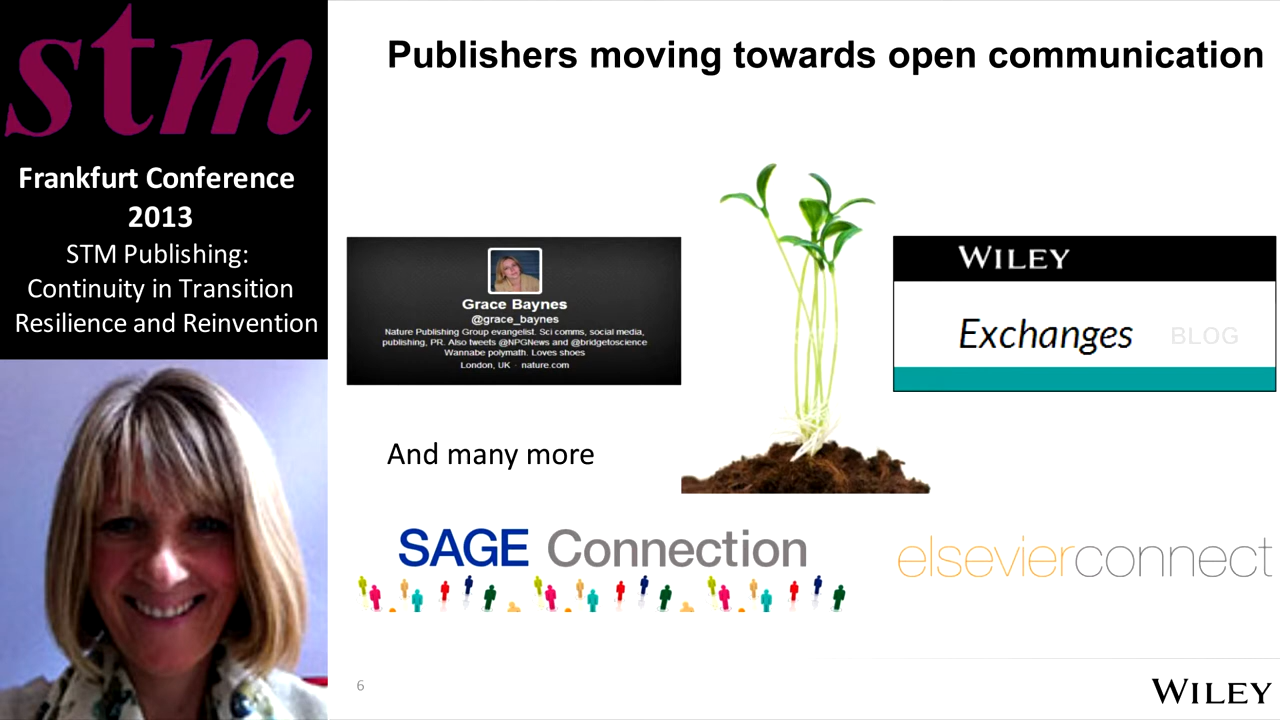 stm
Frankfurt Conference
2013
STM Publishing:
Continuity in Transition
Resilience and Reinvention
Publishers moving towards open communication
Grace Baynes
@grace_baynes
Nature Publishing Group evangelist. Sci comms, social media,
publishing, PR. Also tweets @NPGNews and @bridgetoscience
Wannabe polymath. Loves shoes
London, UK · nature.com
WILEY
Exchanges BLOG
And many more
SAGE Connection
elsevierconnect
6
WILEY